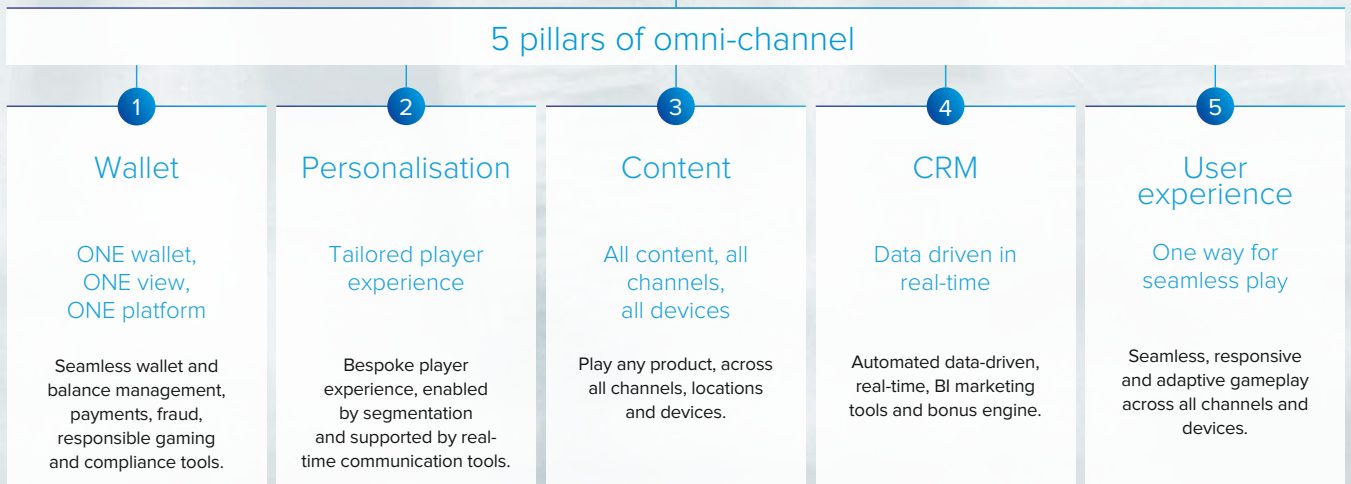 5 pillars of omni-channel
1
Wallet
ONE wallet,
ONE view,
ONE platform
Seamless wallet and
balance management,
payments, fraud,
responsible gaming
and compliance tools.
2
Personalisation
Tailored player
experience
Bespoke player
experience, enabled
by segmentation
and supported by real-
time communication tools.
3
Content
All content, all
channels,
all devices
Play any product, across
all channels, locations
and devices.
4
CRM
Data driven in
real-time
Automated data-driven,
real-time, BI marketing
tools and bonus engine.
5
User
experience
One way for
seamless play
Seamless, responsive
and adaptive gameplay
across all channels and
devices.